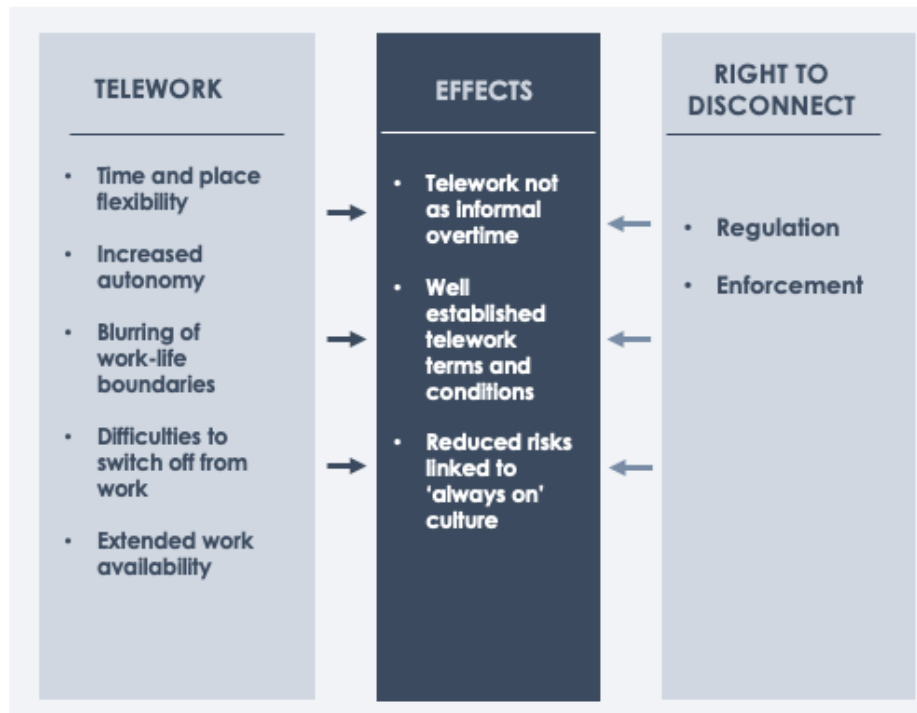 TELEWORK
• Time and place
flexibility
• Increased
autonomy
• Blurring of
work-life
boundaries
• Difficulties to
switch off from
work
• Extended work
availability
EFFECTS
• Telework not
as informal
overtime
• Well
established
telework
terms and
conditions
• Reduced risks
linked to
‘always on’
culture
RIGHT TO
DISCONNECT
• Regulation
• Enforcement